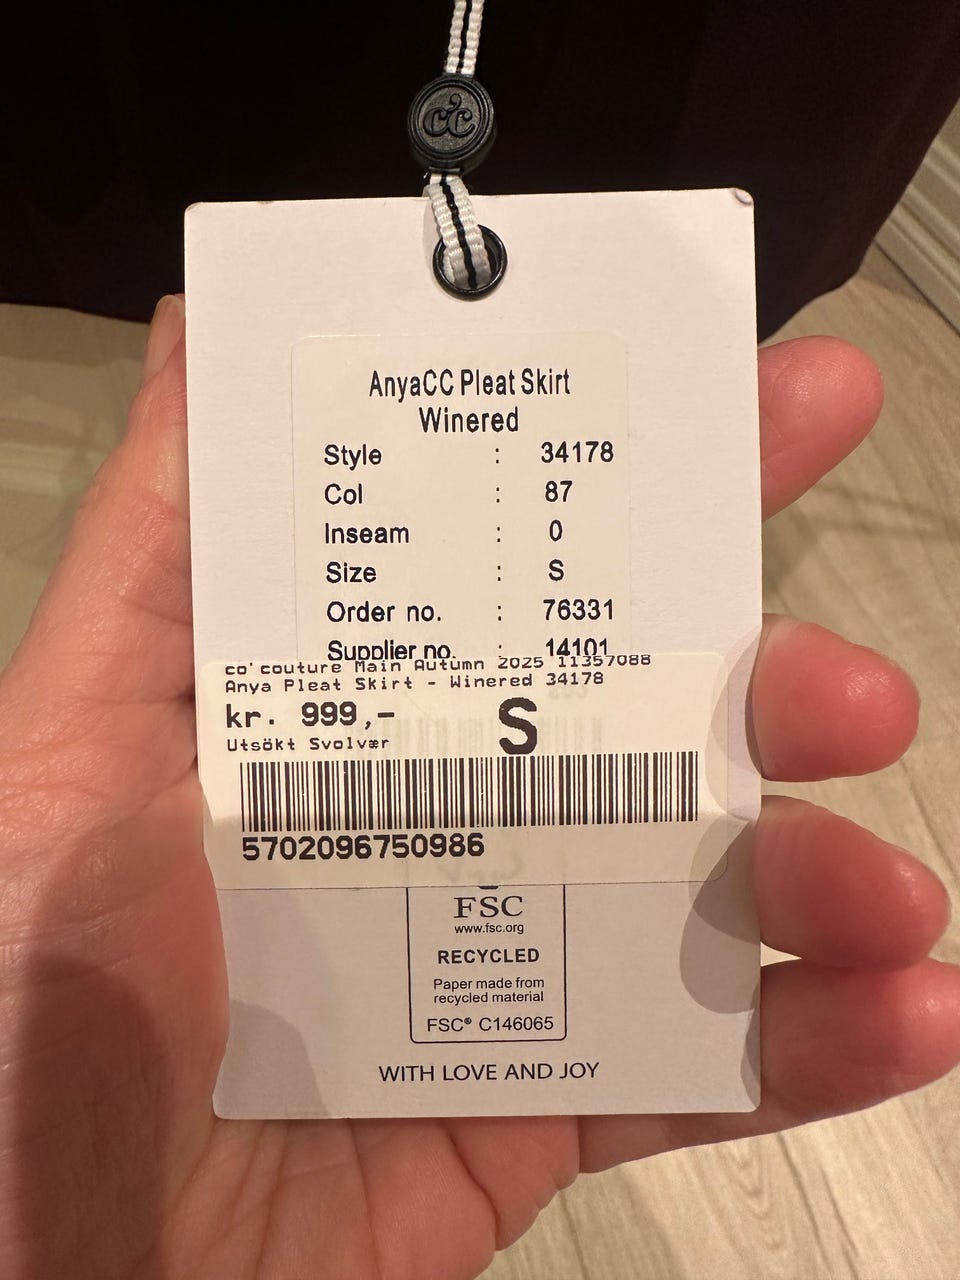 c'c
AnyaCC Pleat Skirt
Winered
Style : 34178
Col : 87
Inseam : 0
Size : S
Order no. : 76331
Supplier no. : 14101
co'couture Main Autumn 2025 11357088
Anya Pleat Skirt - Winered 34178
kr. 999,- S
Utsökt Svolvær
5702096750986
FSC
www.fsc.org
RECYCLED
Paper made from
recycled material
FSC® C146065
WITH LOVE AND JOY